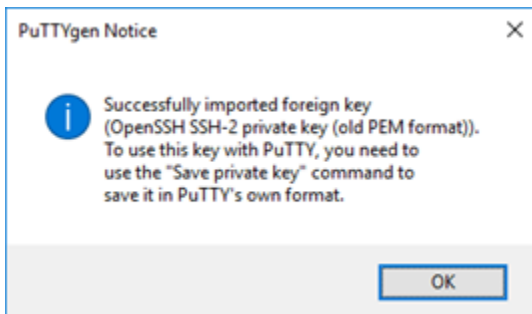 PuTTYgen Notice
Successfully imported foreign key
(OpenSSH SSH-2 private key (old PEM format)).
To use this key with PuTTY, you need to
use the "Save private key" command to
save it in PuTTY's own format.
OK